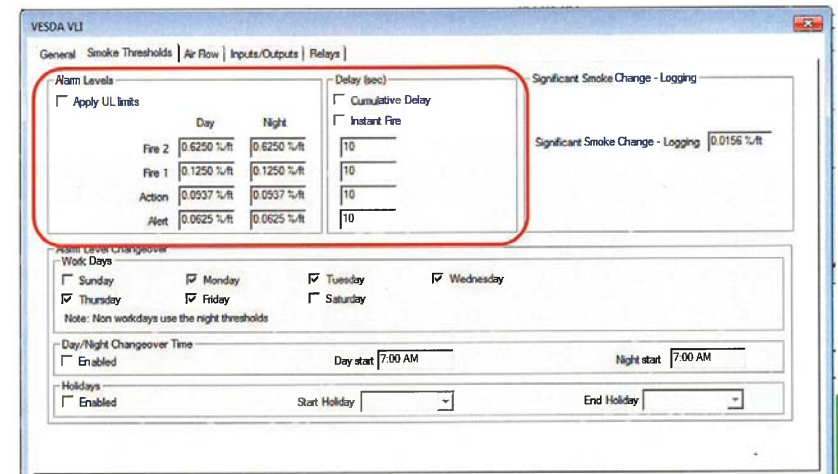 VESDA VLI
General Smoke Thresholds Air Flow Inputs/Outputs Relays
Alarm Levels
Apply UL limits
Day Night
Fire 2 0.6250 %/ft 0.6250 %/ft
Fire 1 0.1250 %/ft 0.1250 %/ft
Action 0.0937 %/ft 0.0937 %/ft
Alert 0.0625 %/ft 0.0625 %/ft
Delay (sec)
Cumulative Delay
Instant Fire
10
10
10
10
Significant Smoke Change - Logging
Significant Smoke Change - Logging 0.0156 %/ft
Alarm Level Changeover
Work Days
Sunday Monday Tuesday Wednesday
Thursday Friday Saturday
Note: Non workdays use the night thresholds
Day/Night Changeover Time
Enabled Day start 7:00 AM Night start 7:00 AM
Holidays
Enabled Start Holiday End Holiday